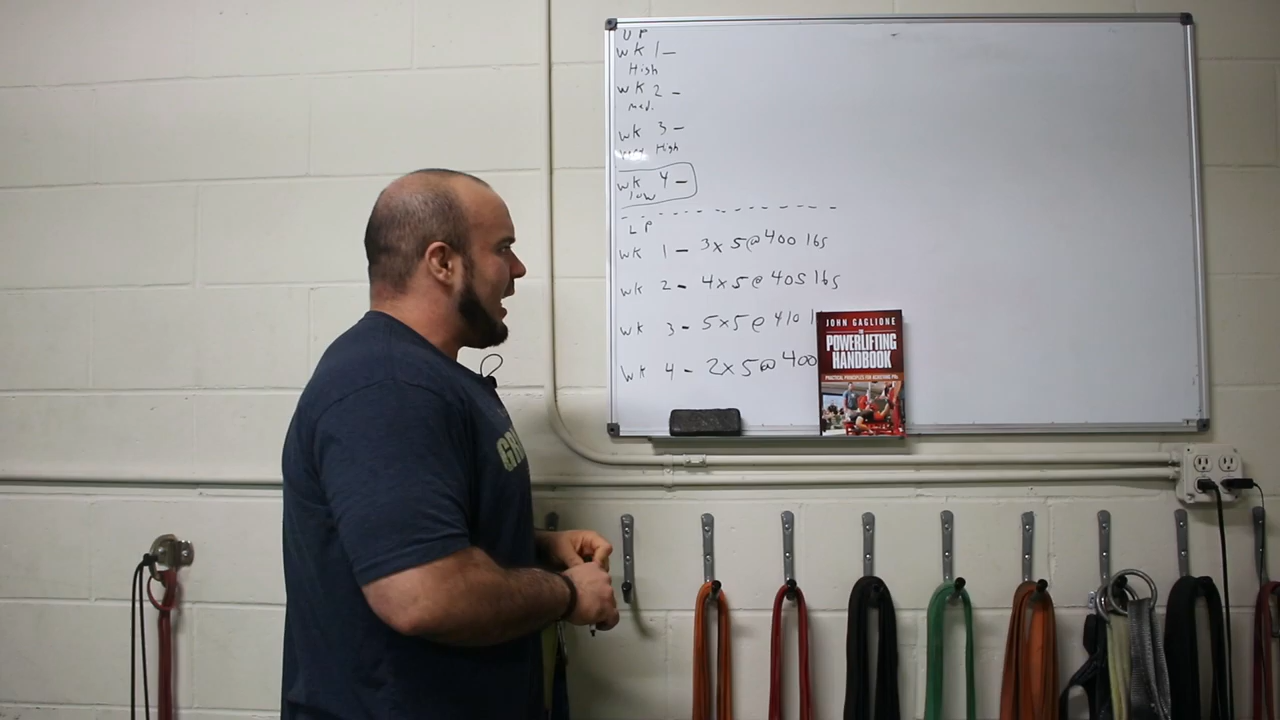 UP
WK 1 –
High
WK 2 –
med.
WK 3 –
med High
WK 4 –
low
LP
WK 1 – 3x5@400 lbs
WK 2 – 4x5@405 lbs
WK 3 – 5x5@410
WK 4 – 2x5@400
JOHN GAGLIONE
THE
POWERLIFTING
HANDBOOK
PRACTICAL PRINCIPLES FOR